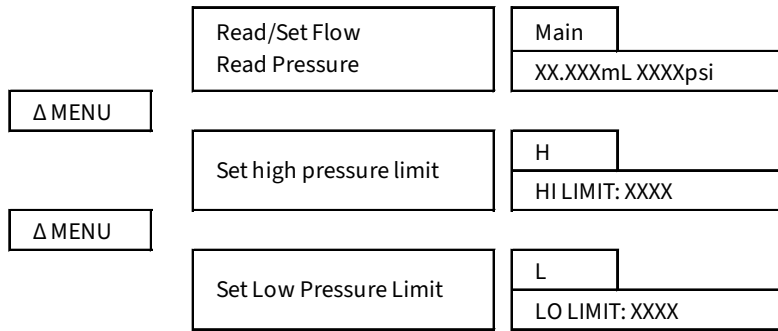 Read/Set Flow
Read Pressure
Main
XX.XXXmL XXXXpsi
Δ MENU
Set high pressure limit
H
HI LIMIT: XXXX
Δ MENU
Set Low Pressure Limit
L
LO LIMIT: XXXX